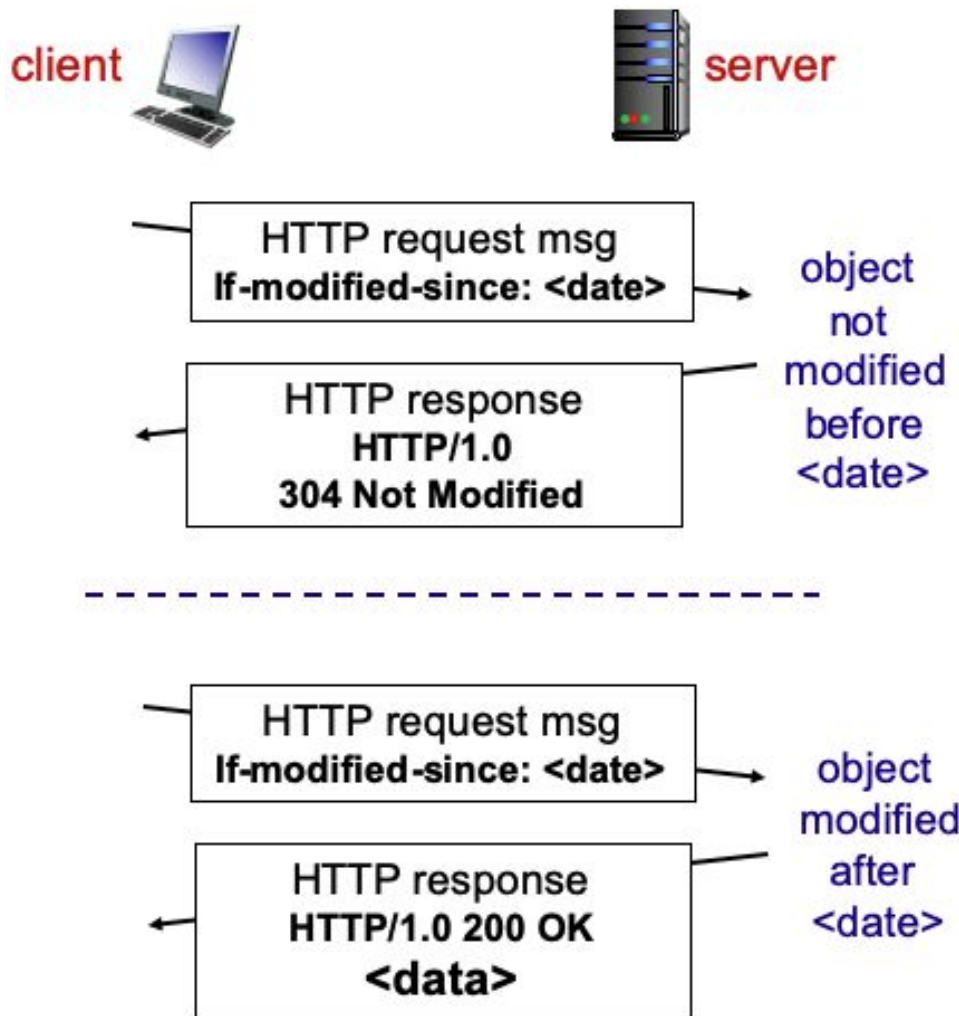 client
server
HTTP request msg
If-modified-since: <date>
object
not
modified
before
<date>
HTTP response
HTTP/1.0
304 Not Modified
HTTP request msg
If-modified-since: <date>
object
modified
after
<date>
HTTP response
HTTP/1.0 200 OK
<data>